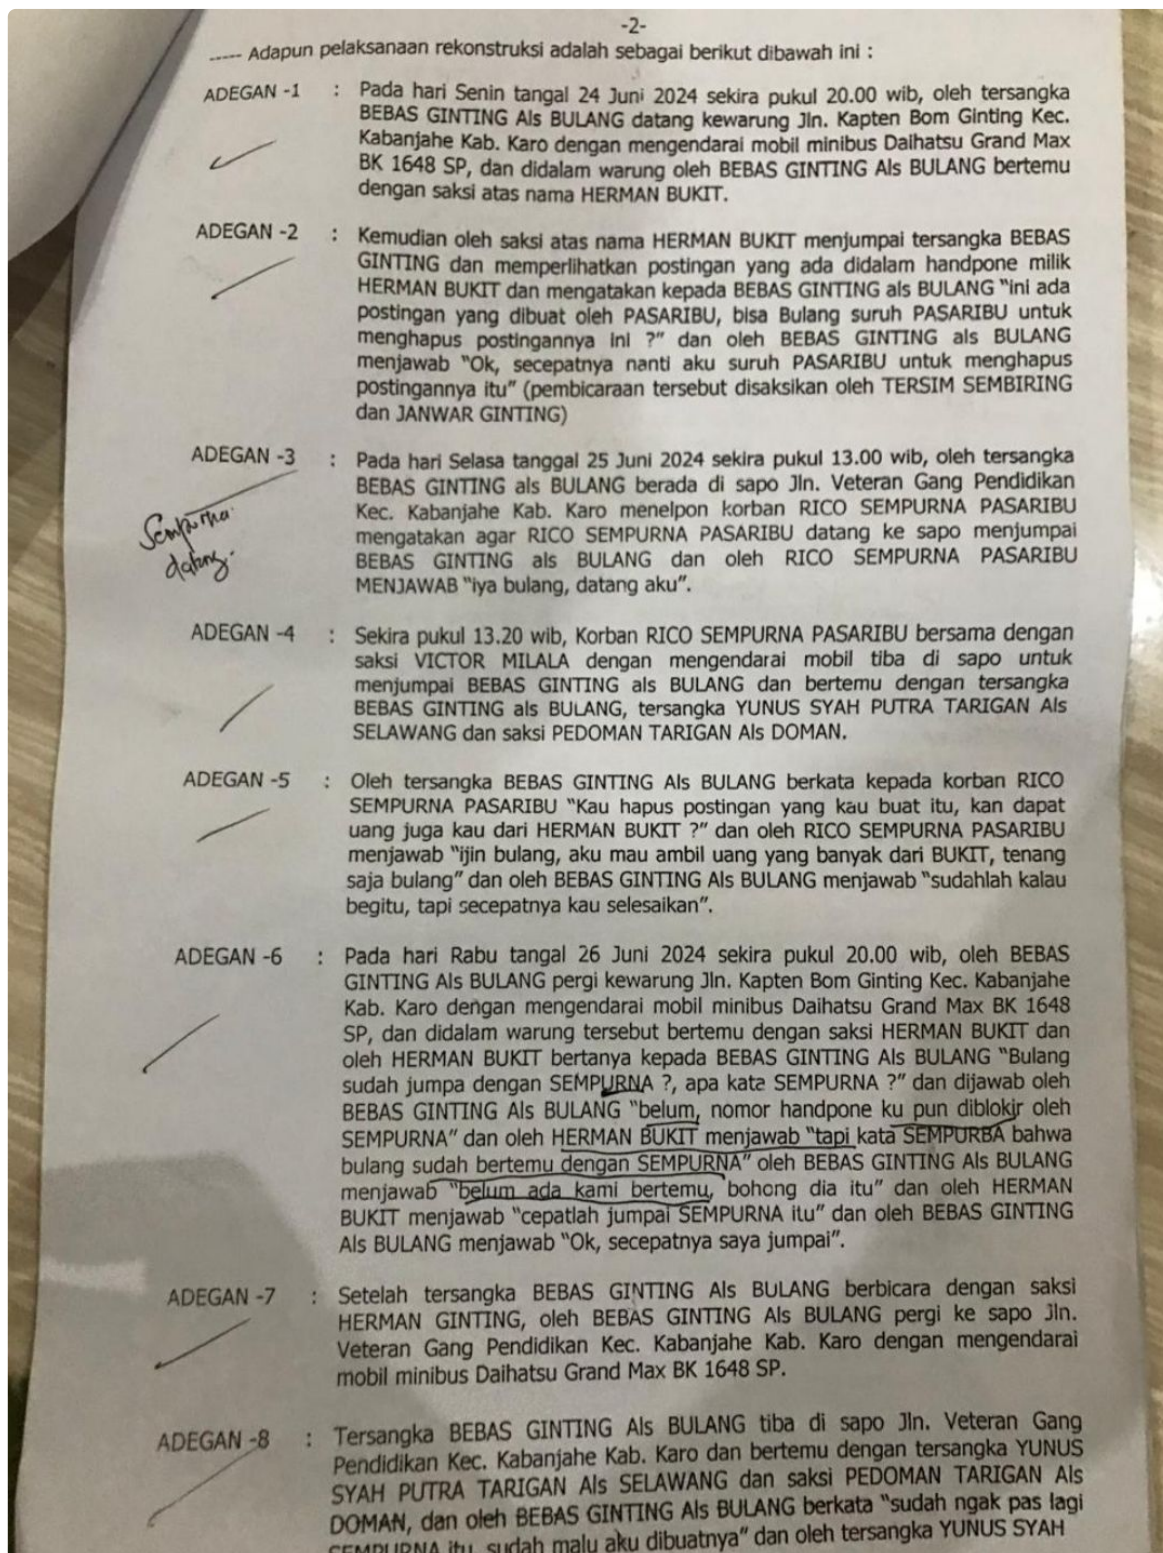 -2-
----- Adapun pelaksanaan rekonstruksi adalah sebagai berikut dibawah ini :
ADEGAN -1 : Pada hari Senin tangal 24 Juni 2024 sekira pukul 20.00 wib, oleh tersangka
BEBAS GINTING Als BULANG datang kewarung Jln. Kapten Bom Ginting Kec.
Kabanjahe Kab. Karo dengan mengendarai mobil minibus Daihatsu Grand Max
BK 1648 SP, dan didalam warung oleh BEBAS GINTING Als BULANG bertemu
dengan saksi atas nama HERMAN BUKIT.
ADEGAN -2 : Kemudian oleh saksi atas nama HERMAN BUKIT menjumpai tersangka BEBAS
GINTING dan memperlihatkan postingan yang ada didalam handpone milik
HERMAN BUKIT dan mengatakan kepada BEBAS GINTING als BULANG "ini ada
postingan yang dibuat oleh PASARIBU, bisa Bulang suruh PASARIBU untuk
menghapus postingannya ini ?" dan oleh BEBAS GINTING als BULANG
menjawab "Ok, secepatnya nanti aku suruh PASARIBU untuk menghapus
postingannya itu" (pembicaraan tersebut disaksikan oleh TERSIM SEMBIRING
dan JANWAR GINTING)
ADEGAN -3 : Pada hari Selasa tanggal 25 Juni 2024 sekira pukul 13.00 wib, oleh tersangka
BEBAS GINTING als BULANG berada di sapo Jln. Veteran Gang Pendidikan
Kec. Kabanjahe Kab. Karo menelpon korban RICO SEMPURNA PASARIBU
mengatakan agar RICO SEMPURNA PASARIBU datang ke sapo menjumpai
BEBAS GINTING als BULANG dan oleh RICO SEMPURNA PASARIBU
MENJAWAB "iya bulang, datang aku".
Sempurna
datang.
ADEGAN -4 : Sekira pukul 13.20 wib, Korban RICO SEMPURNA PASARIBU bersama dengan
saksi VICTOR MILALA dengan mengendarai mobil tiba di sapo untuk
menjumpai BEBAS GINTING als BULANG dan bertemu dengan tersangka
BEBAS GINTING als BULANG, tersangka YUNUS SYAH PUTRA TARIGAN Als
SELAWANG dan saksi PEDOMAN TARIGAN Als DOMAN.
ADEGAN -5 : Oleh tersangka BEBAS GINTING Als BULANG berkata kepada korban RICO
SEMPURNA PASARIBU "Kau hapus postingan yang kau buat itu, kan dapat
uang juga kau dari HERMAN BUKIT ?" dan oleh RICO SEMPURNA PASARIBU
menjawab "ijin bulang, aku mau ambil uang yang banyak dari BUKIT, tenang
saja bulang" dan oleh BEBAS GINTING Als BULANG menjawab "sudahlah kalau
begitu, tapi secepatnya kau selesaikan".
ADEGAN -6 : Pada hari Rabu tangal 26 Juni 2024 sekira pukul 20.00 wib, oleh BEBAS
GINTING Als BULANG pergi kewarung Jln. Kapten Bom Ginting Kec. Kabanjahe
Kab. Karo dengan mengendarai mobil minibus Daihatsu Grand Max BK 1648
SP, dan didalam warung tersebut bertemu dengan saksi HERMAN BUKIT dan
oleh HERMAN BUKIT bertanya kepada BEBAS GINTING Als BULANG "Bulang
sudah jumpa dengan SEMPURNA ?, apa kata SEMPURNA ?" dan dijawab oleh
BEBAS GINTING Als BULANG "belum, nomor handpone ku pun diblokir oleh
SEMPURNA" dan oleh HERMAN BUKIT menjawab "tapi kata SEMPURBA bahwa
bulang sudah bertemu dengan SEMPURNA" oleh BEBAS GINTING Als BULANG
menjawab "belum ada kami bertemu, bohong dia itu" dan oleh HERMAN
BUKIT menjawab "cepatlah jumpai SEMPURNA itu" dan oleh BEBAS GINTING
Als BULANG menjawab "Ok, secepatnya saya jumpai".
ADEGAN -7 : Setelah tersangka BEBAS GINTING Als BULANG berbicara dengan saksi
HERMAN GINTING, oleh BEBAS GINTING Als BULANG pergi ke sapo Jln.
Veteran Gang Pendidikan Kec. Kabanjahe Kab. Karo dengan mengendarai
mobil minibus Daihatsu Grand Max BK 1648 SP.
ADEGAN -8 : Tersangka BEBAS GINTING Als BULANG tiba di sapo Jln. Veteran Gang
Pendidikan Kec. Kabanjahe Kab. Karo dan bertemu dengan tersangka YUNUS
SYAH PUTRA TARIGAN Als SELAWANG dan saksi PEDOMAN TARIGAN Als
DOMAN, dan oleh BEBAS GINTING Als BULANG berkata "sudah ngak pas lagi
SEMPURNA itu, sudah malu aku dibuatnya" dan oleh tersangka YUNUS SYAH